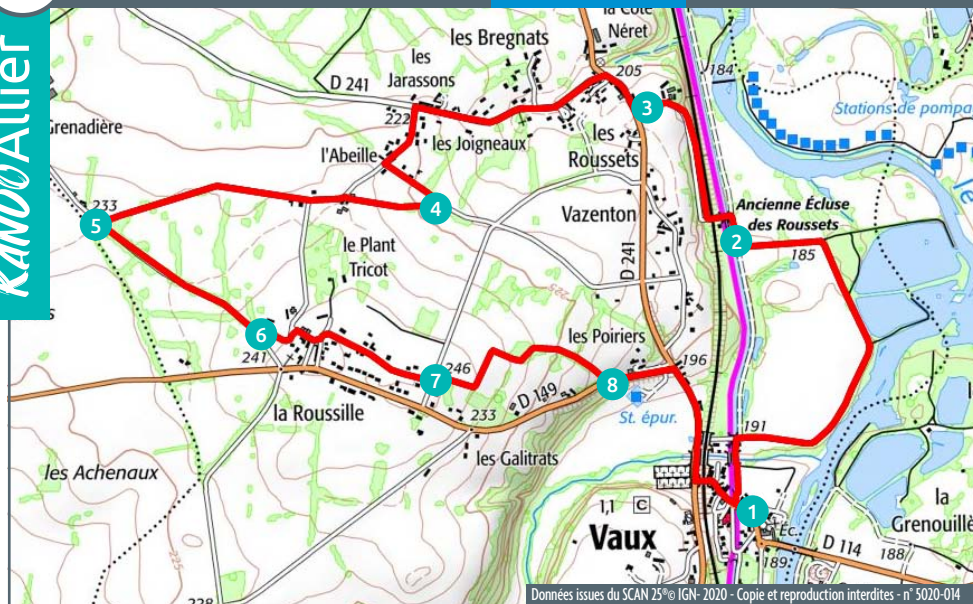 RANDOAllier
la Côte
Néret
les Bregnats
les
Jarassons
D 241
205
184
Stations de pompa
Grenadière
222
les Joigneaux
3
l'Abeille
les
Roussets
4
Vazenton
Ancienne Écluse
des Roussets
233
5
le Plant
Tricot
D 241
2
185
225
6
241
les Poiriers
196
7
246
8
D 149
St. épur.
la Roussille
233
191
les Galitrats
les Achenaux
1,1
C
1
la
Grenouille
Vaux
Éc.
D 114
188
189
225
228
Données issues du SCAN 25® © IGN- 2020 - Copie et reproduction interdites - n° 5020-014